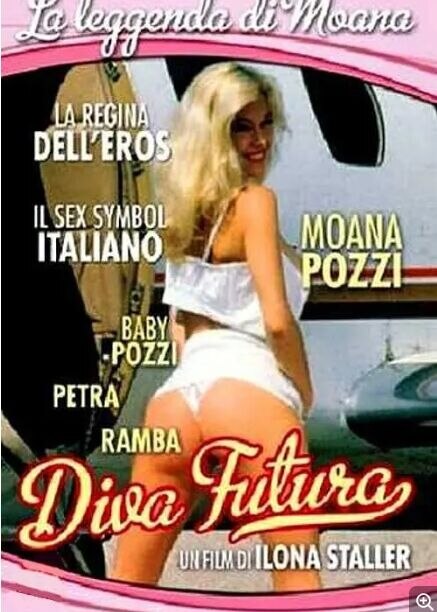 La leggenda di Moana
LA REGINA
DELL'EROS
IL SEX SYMBOL
ITALIANO
MOANA
POZZI
BABY
-POZZI
PETRA
RAMBA
Diva Futura
UN FILM DI ILONA STALLER